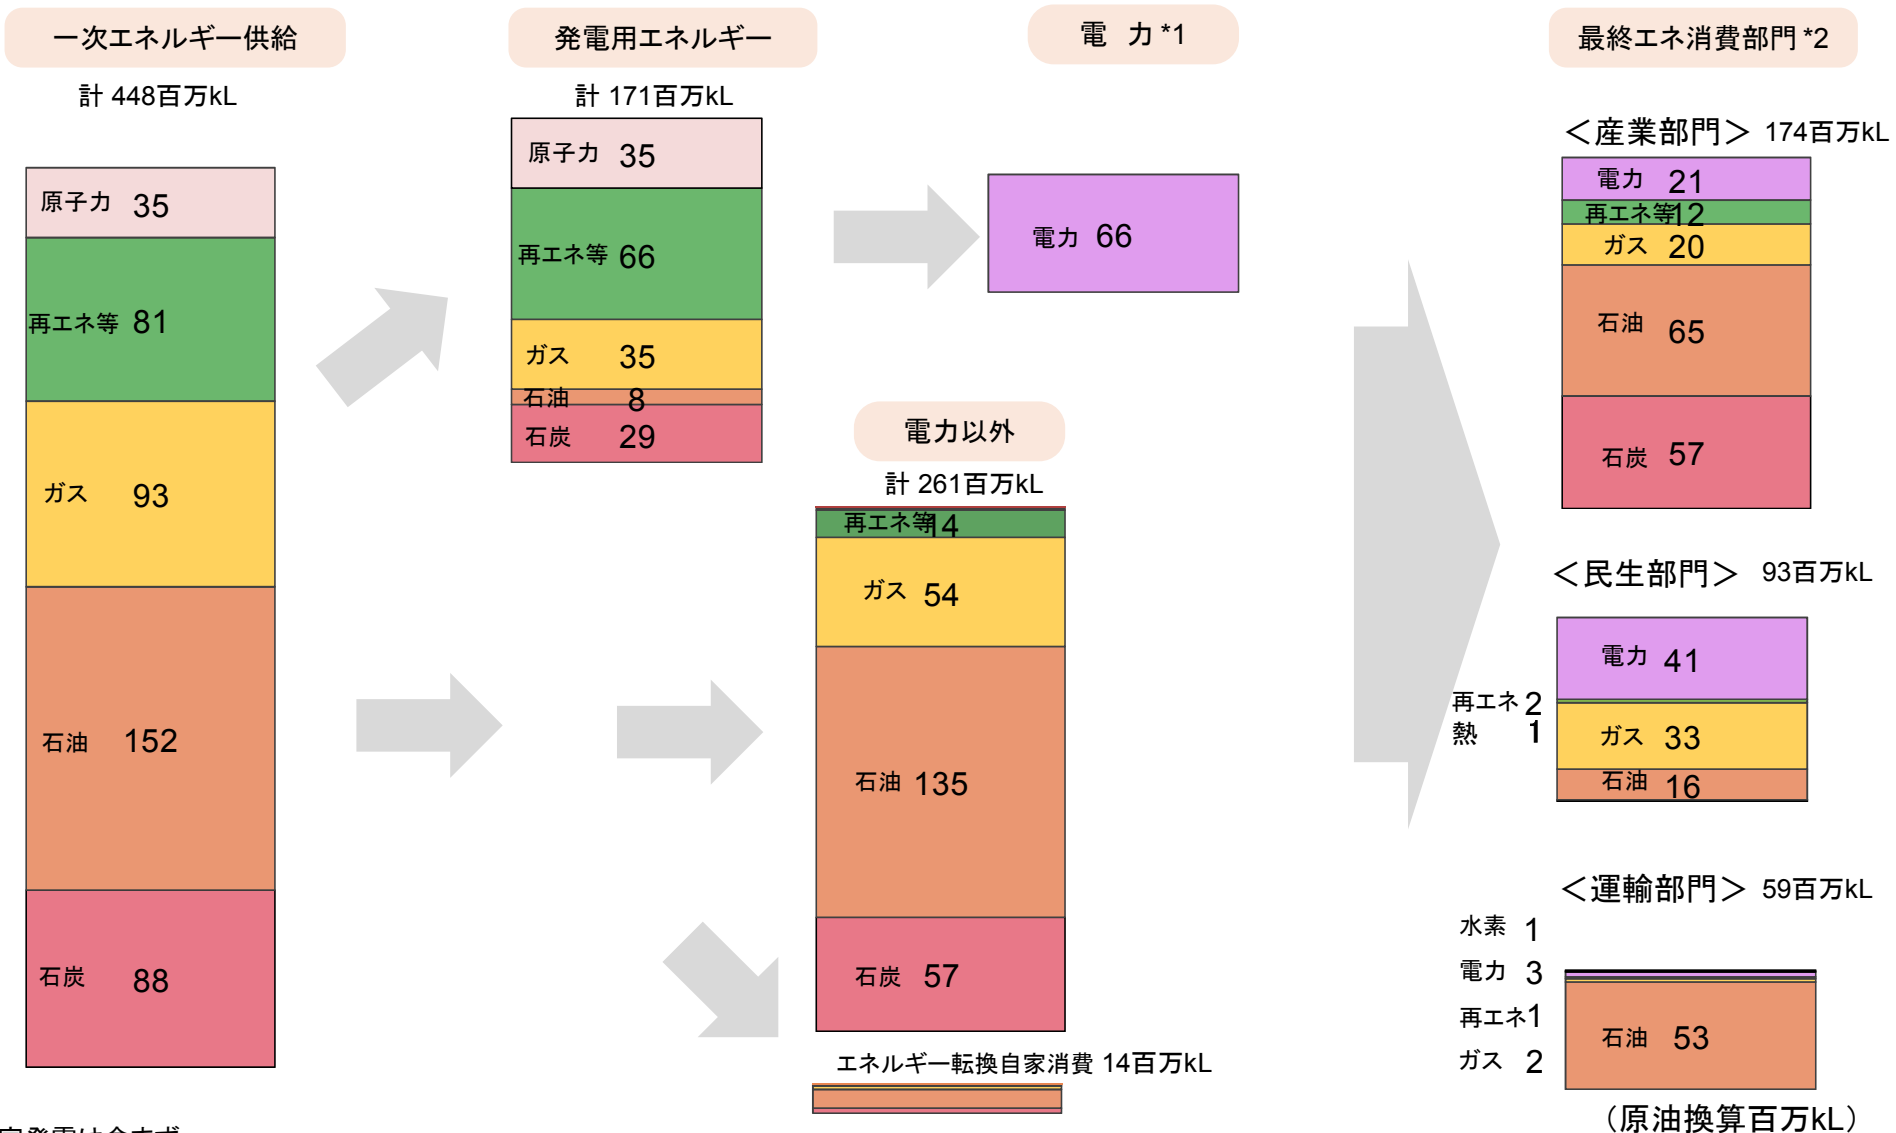 一次エネルギー供給
計 448百万kL
原子力 35
再エネ等 81
ガス 93
石油 152
石炭 88
発電用エネルギー
計 171百万kL
原子力 35
再エネ等 66
ガス 35
石油 8
石炭 29
電 力 *1
電力 66
電力以外
計 261百万kL
再エネ等 14
ガス 54
石油 135
石炭 57
エネルギー転換自家消費 14百万kL
最終エネ消費部門 *2
＜産業部門＞ 174百万kL
電力 21
再エネ等 12
ガス 20
石油 65
石炭 57
＜民生部門＞ 93百万kL
電力 41
再エネ 2
熱 1
ガス 33
石油 16
＜運輸部門＞ 59百万kL
水素 1
電力 3
再エネ 1
ガス 2
石油 53
（原油換算百万kL）